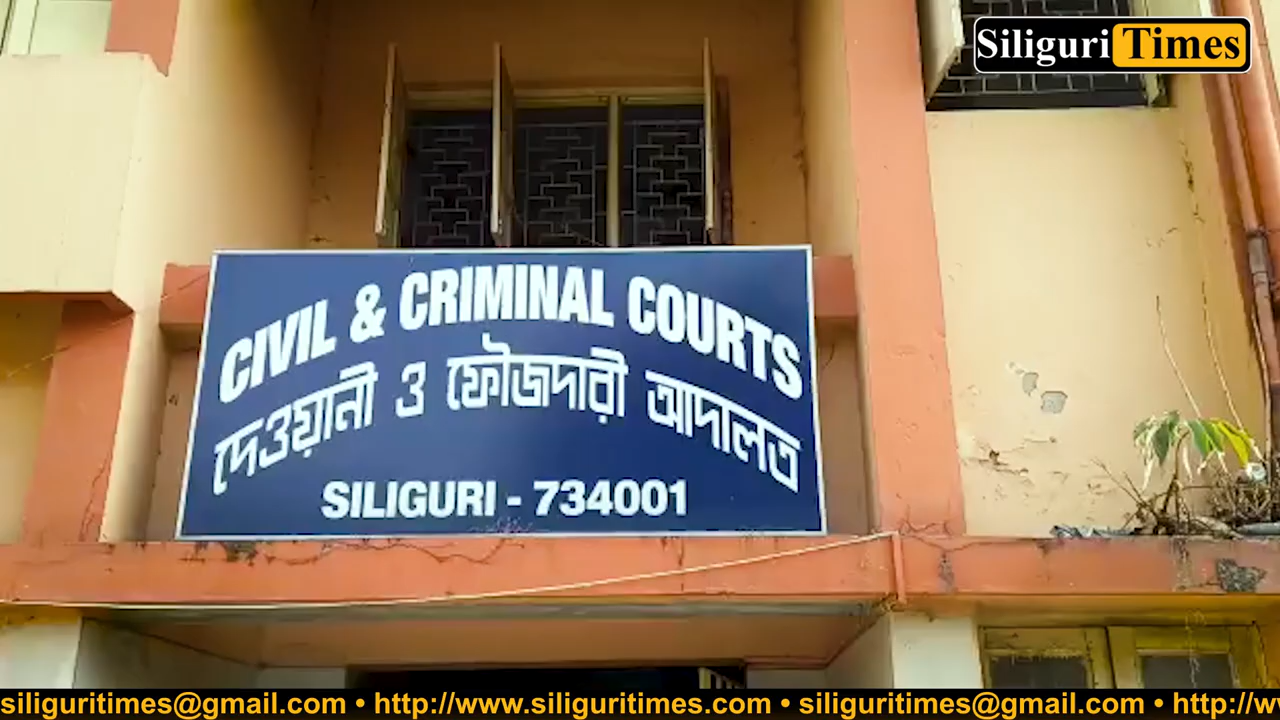 Siliguri Times
CIVIL & CRIMINAL COURTS
দেওয়ানী ও ফৌজদারী আদালত
SILIGURI - 734001
siliguritimes@gmail.com • http://www.siliguritimes.com • siliguritimes@gmail.com • http://w